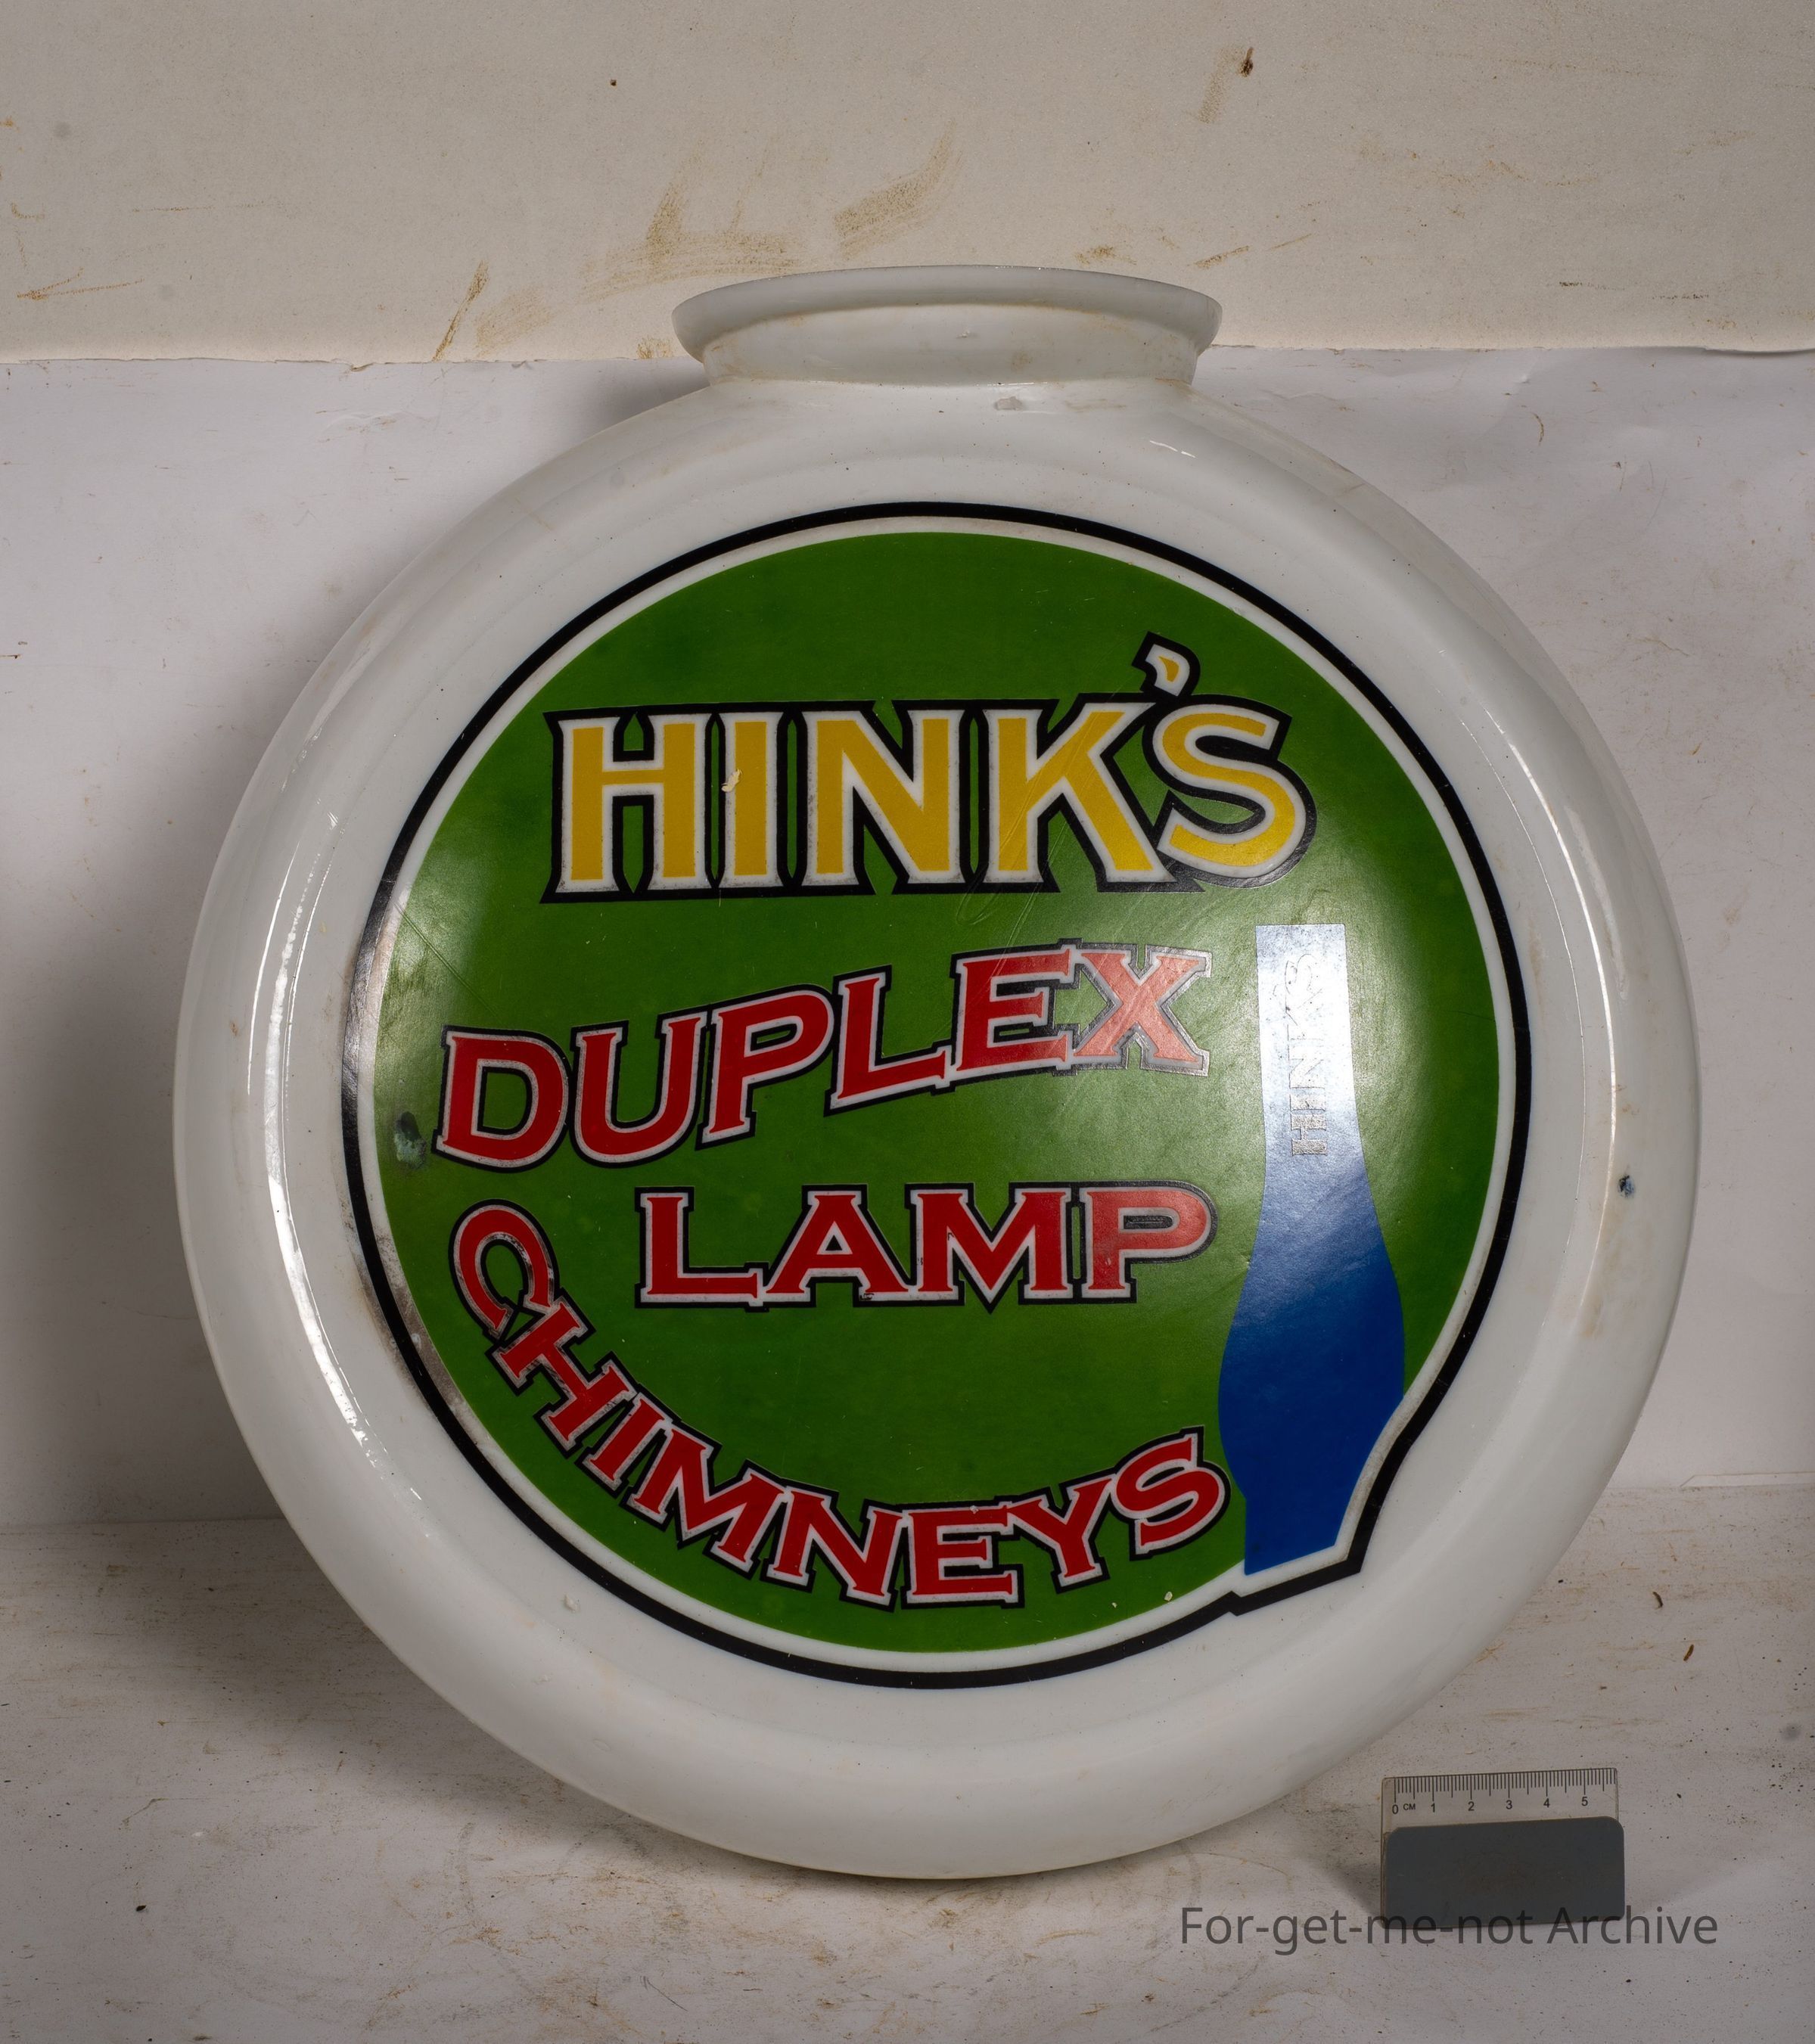 HINK'S
DUPLEX
LAMP
CHIMNEYS
HINKS
0 CM 1 2 3 4 5
For-get-me-not Archive